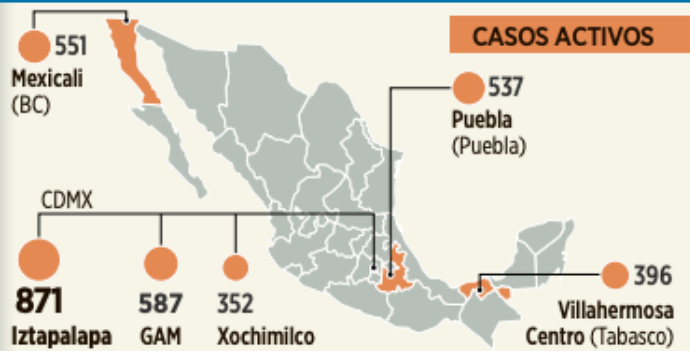 CASOS ACTIVOS
551
Mexicali
(BC)
537
Puebla
(Puebla)
CDMX
871
Iztapalapa
587
GAM
352
Xochimilco
396
Villahermosa
Centro (Tabasco)